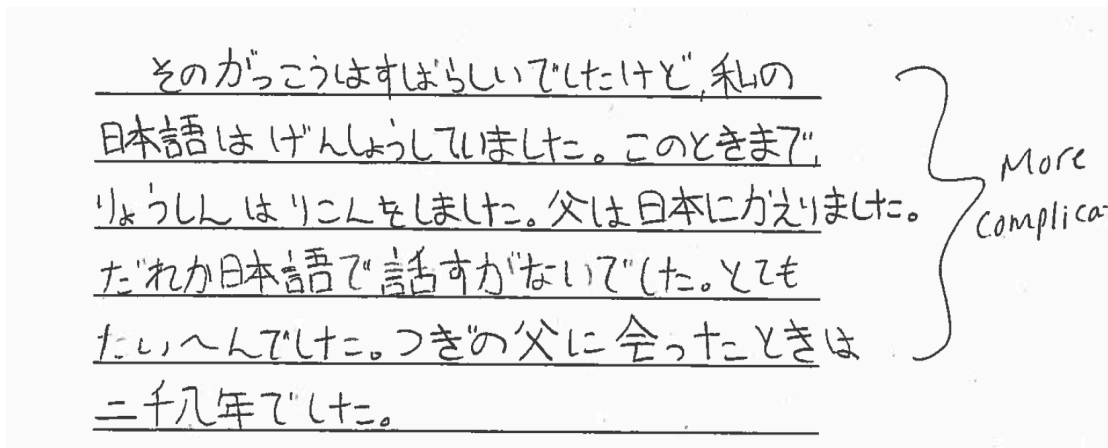 そのがっこうはすばらしいでしたけど,私の
日本語はげんしょうしていました。このときまで,
りょうしんはりこんをしました。父は日本にかえりました。
だれか日本語で話すがないでした。とても
たいへんでした。つぎの父に会ったときは
二千八年でした。
More
complica-